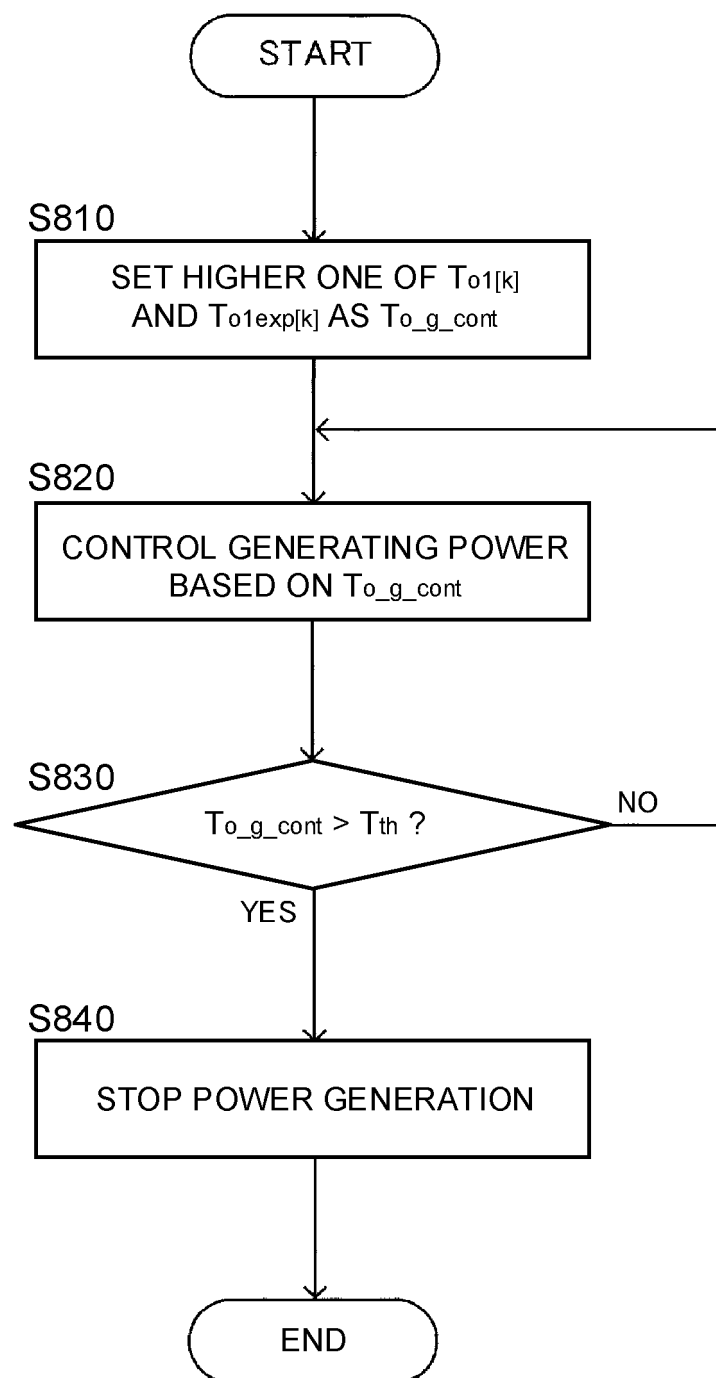 START
S810
SET HIGHER ONE OF To1[k]
AND To1exp[k] AS To_g_cont
S820
CONTROL GENERATING POWER
BASED ON To_g_cont
S830
To_g_cont > Tth ?
NO
YES
S840
STOP POWER GENERATION
END